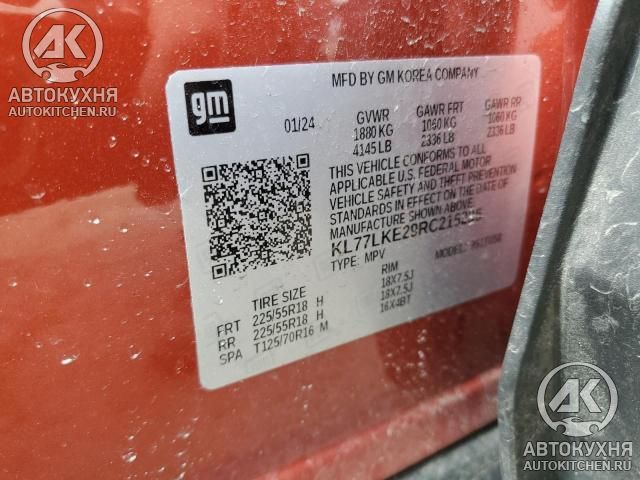 AK
АВТОКУХНЯ
AUTOKITCHEN.RU
gm
MFD BY GM KOREA COMPANY
01/24
GVWR GAWR FRT GAWR RR
1880 KG 1060 KG 1060 KG
4145 LB 2336 LB 2336 LB
THIS VEHICLE CONFORMS TO ALL
APPLICABLE U.S. FEDERAL MOTOR
VEHICLE SAFETY AND THEFT PREVENTION
STANDARDS IN EFFECT ON THE DATE OF
MANUFACTURE SHOWN ABOVE.
TYPE: MPV MODEL:
TIRE SIZE RIM
FRT 225/55R18 H 18X7.5J
RR 225/55R18 H 18X7.5J
SPA T125/70R16 M 16X4BT
AK
АВТОКУХНЯ
AUTOKITCHEN.RU